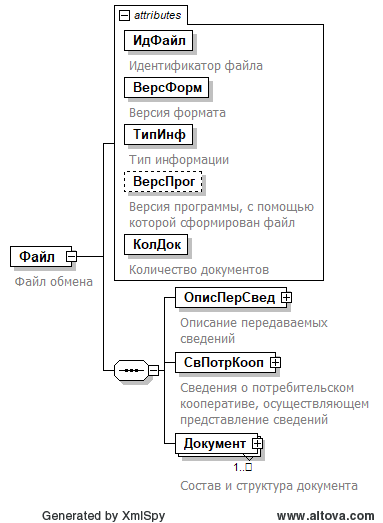 attributes
ИдФайл
Идентификатор файла
ВерсФорм
Версия формата
ТипИнф
Тип информации
ВерсПрог
Версия программы, с помощью
которой сформирован файл
КолДок
Количество документов
Файл
Файл обмена
ОписПерСвед
Описание передаваемых
сведений
СвПотрКооп
Сведения о потребительском
кооперативе, осуществляющем
представление сведений
Документ
1..□
Состав и структура документа
Generated by XmlSpy
www.altova.com